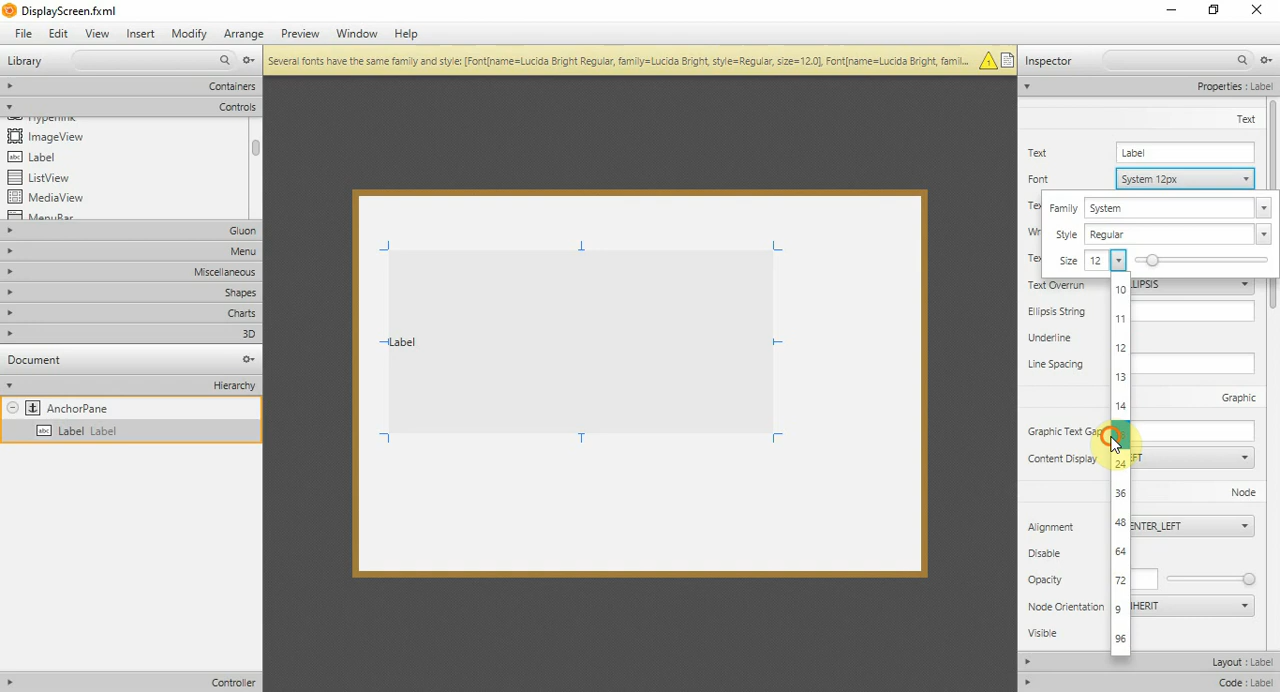 DisplayScreen.fxml
File Edit View Insert Modify Arrange Preview Window Help
Library
Containers
Controls
Hyperlink
ImageView
abc Label
ListView
MediaView
MenuBar
Gluon
Menu
Miscellaneous
Shapes
Charts
3D
Document
Hierarchy
AnchorPane
abc Label Label
Controller
Several fonts have the same family and style: [Font[name=Lucida Bright Regular, family=Lucida Bright, style=Regular, size=12.0], Font[name=Lucida Bright, famil...
Label
Inspector
Properties : Label
Text
Text Label
Font System 12px
Family System
Style Regular
Size 12
10
11
12
13
14
24
36
48
64
72
9
96
Text Overrun
Ellipsis String
Underline
Line Spacing
Graphic
Graphic Text Gap
Content Display
Node
Alignment
Disable
Opacity
Node Orientation
Visible
Layout : Label
Code : Label